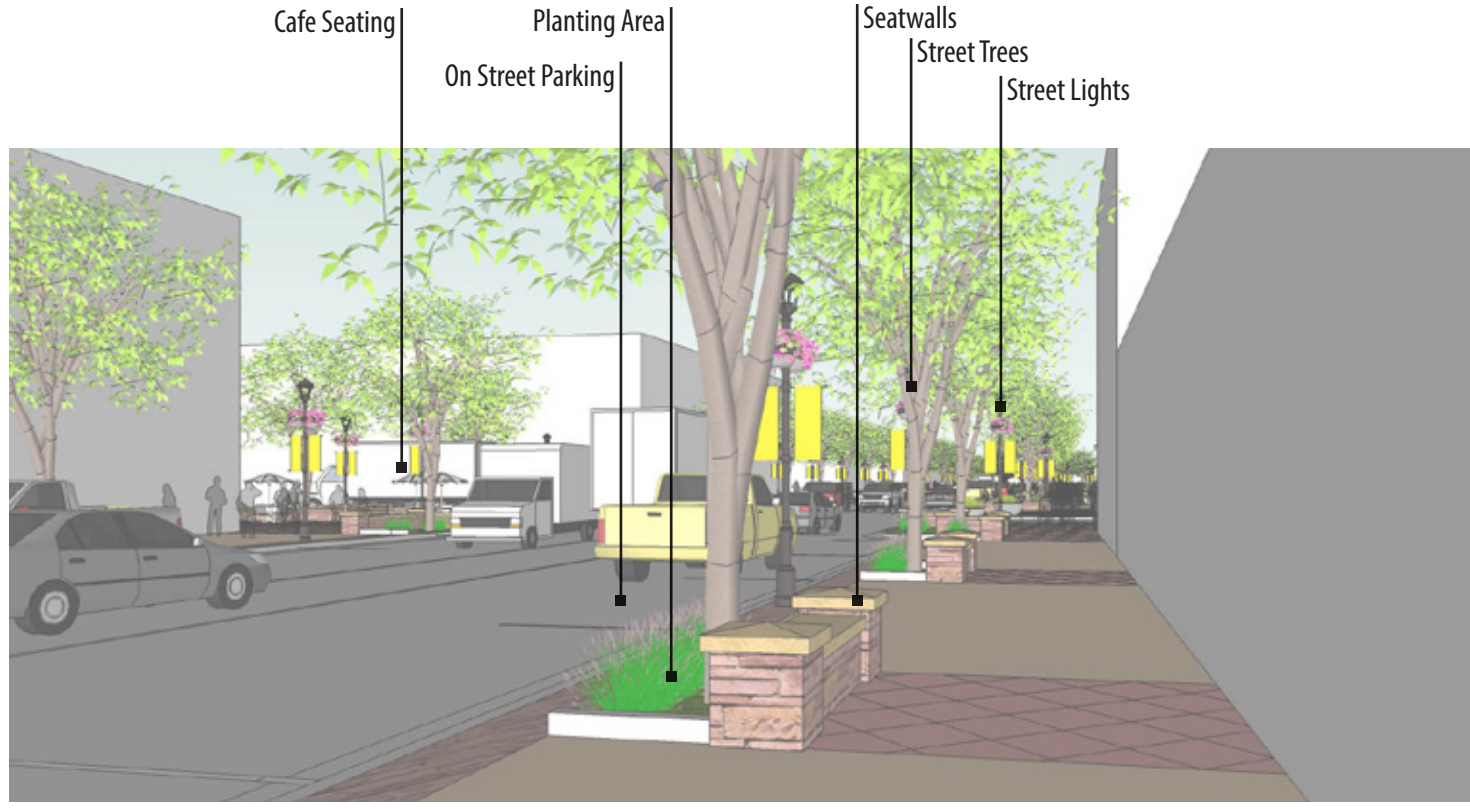 Cafe Seating
Planting Area
Seatwalls
On Street Parking
Street Trees
Street Lights